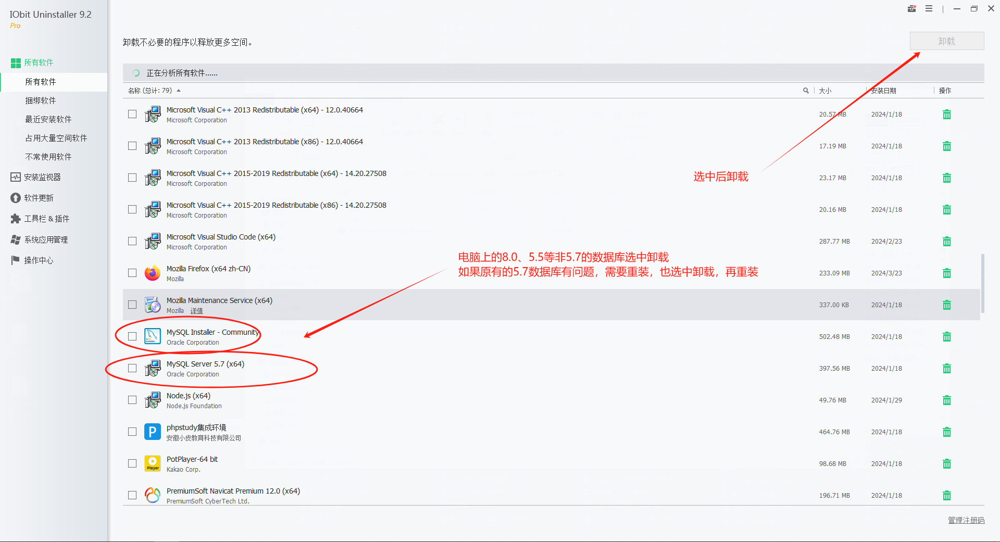 IObit Uninstaller 9.2
Pro
卸载不必要的程序以释放更多空间。
卸载
所有软件
所有软件
捆绑软件
最近安装软件
占用大量空间软件
不常使用软件
安装监视器
软件更新
工具栏 & 插件
系统应用管理
操作中心
正在分析所有软件......
名称 (总计: 79) 大小 安装日期 操作
Microsoft Visual C++ 2013 Redistributable (x64) - 12.0.40664
Microsoft Corporation
20.57 MB 2024/1/18
Microsoft Visual C++ 2013 Redistributable (x86) - 12.0.40664
Microsoft Corporation
17.19 MB 2024/1/18
Microsoft Visual C++ 2015-2019 Redistributable (x64) - 14.20.27508
Microsoft Corporation
23.17 MB 2024/1/18
选中后卸载
Microsoft Visual C++ 2015-2019 Redistributable (x86) - 14.20.27508
Microsoft Corporation
20.16 MB 2024/1/18
Microsoft Visual Studio Code (x64)
Microsoft Corporation
287.77 MB 2024/2/23
电脑上的8.0、5.5等非5.7的数据库选中卸载
如果原有的5.7数据库有问题，需要重装，也选中卸载，再重装
Mozilla Firefox (x64 zh-CN)
Mozilla
233.09 MB 2024/3/23
Mozilla Maintenance Service (x64)
Mozilla 详情
337.00 KB 2024/1/18
MySQL Installer - Community
Oracle Corporation
502.48 MB 2024/1/18
MySQL Server 5.7 (x64)
Oracle Corporation
397.56 MB 2024/1/18
Node.js (x64)
Node.js Foundation
49.76 MB 2024/1/29
P
phpstudy集成环境
安徽小皮教育科技有限公司
464.76 MB 2024/1/18
Player
PotPlayer-64 bit
Kakao Corp.
98.68 MB 2024/1/18
PremiumSoft Navicat Premium 12.0 (x64)
PremiumSoft CyberTech Ltd.
196.71 MB 2024/1/18
管理注册码